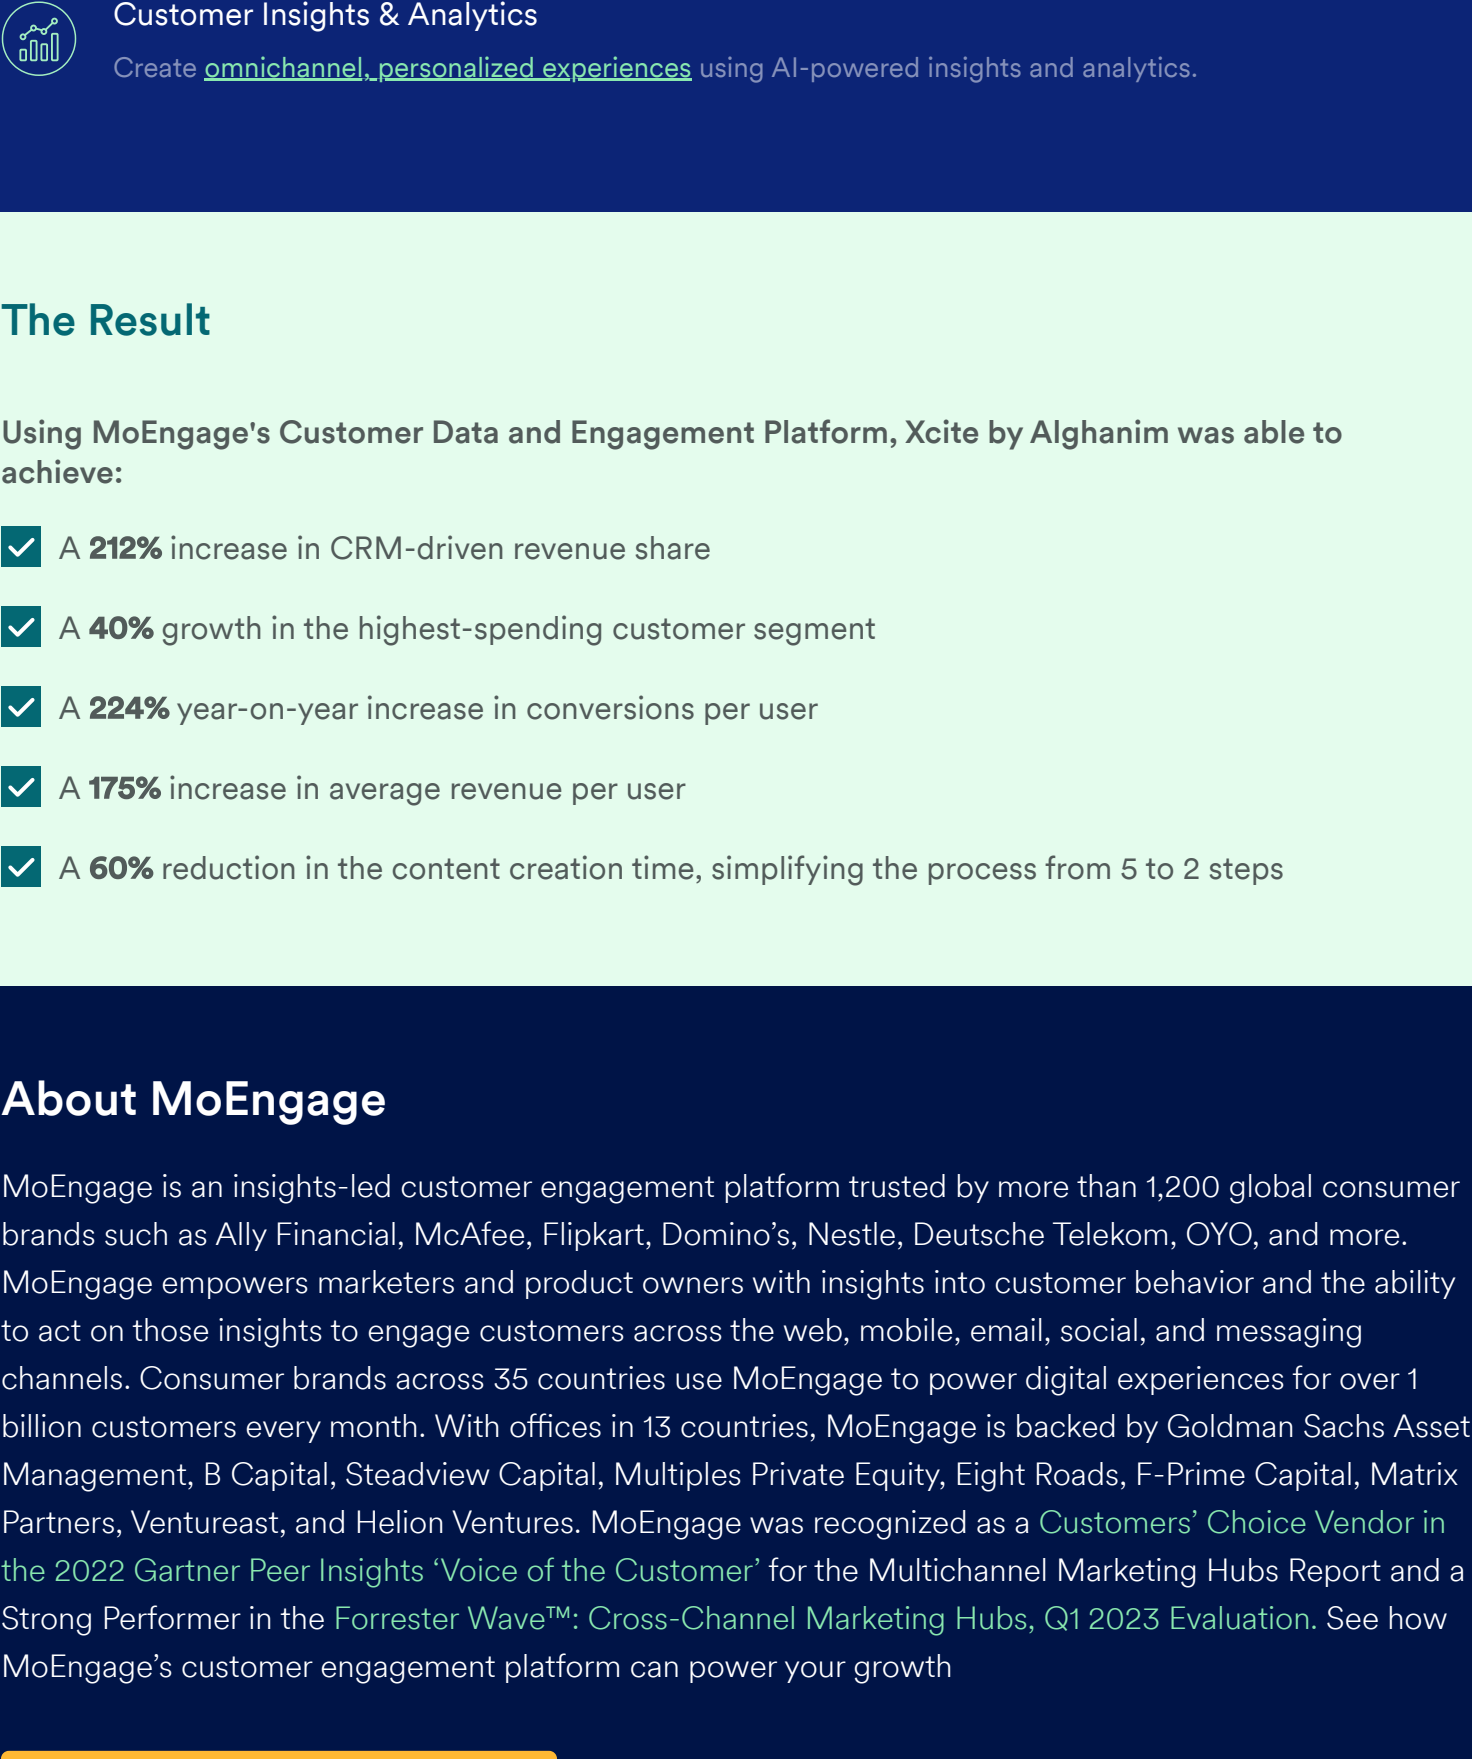 Customer Insights & Analytics
Create omnichannel, personalized experiences using AI-powered insights and analytics.
The Result
Using MoEngage's Customer Data and Engagement Platform, Xcite by Alghanim was able to
achieve:
A 212% increase in CRM-driven revenue share
A 40% growth in the highest-spending customer segment
A 224% year-on-year increase in conversions per user
A 175% increase in average revenue per user
A 60% reduction in the content creation time, simplifying the process from 5 to 2 steps
About MoEngage
MoEngage is an insights-led customer engagement platform trusted by more than 1,200 global consumer
brands such as Ally Financial, McAfee, Flipkart, Domino’s, Nestle, Deutsche Telekom, OYO, and more.
MoEngage empowers marketers and product owners with insights into customer behavior and the ability
to act on those insights to engage customers across the web, mobile, email, social, and messaging
channels. Consumer brands across 35 countries use MoEngage to power digital experiences for over 1
billion customers every month. With offices in 13 countries, MoEngage is backed by Goldman Sachs Asset
Management, B Capital, Steadview Capital, Multiples Private Equity, Eight Roads, F-Prime Capital, Matrix
Partners, Ventureast, and Helion Ventures. MoEngage was recognized as a Customers’ Choice Vendor in
the 2022 Gartner Peer Insights ‘Voice of the Customer’ for the Multichannel Marketing Hubs Report and a
Strong Performer in the Forrester Wave™: Cross-Channel Marketing Hubs, Q1 2023 Evaluation. See how
MoEngage’s customer engagement platform can power your growth